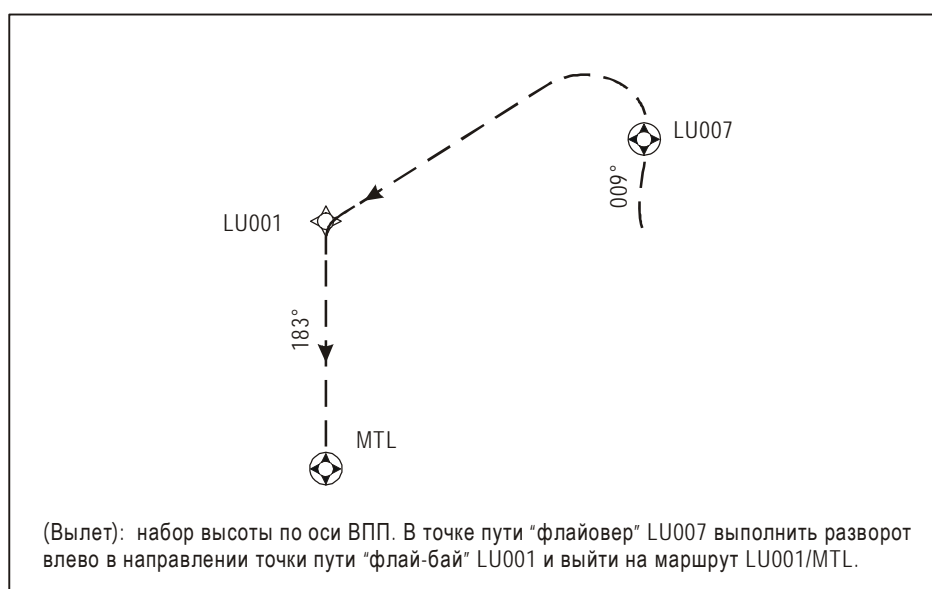 LU007
009°
LU001
183°
MTL
(Вылет): набор высоты по оси ВПП. В точке пути “флайовер” LU007 выполнить разворот
влево в направлении точки пути “флай-бай” LU001 и выйти на маршрут LU001/MTL.